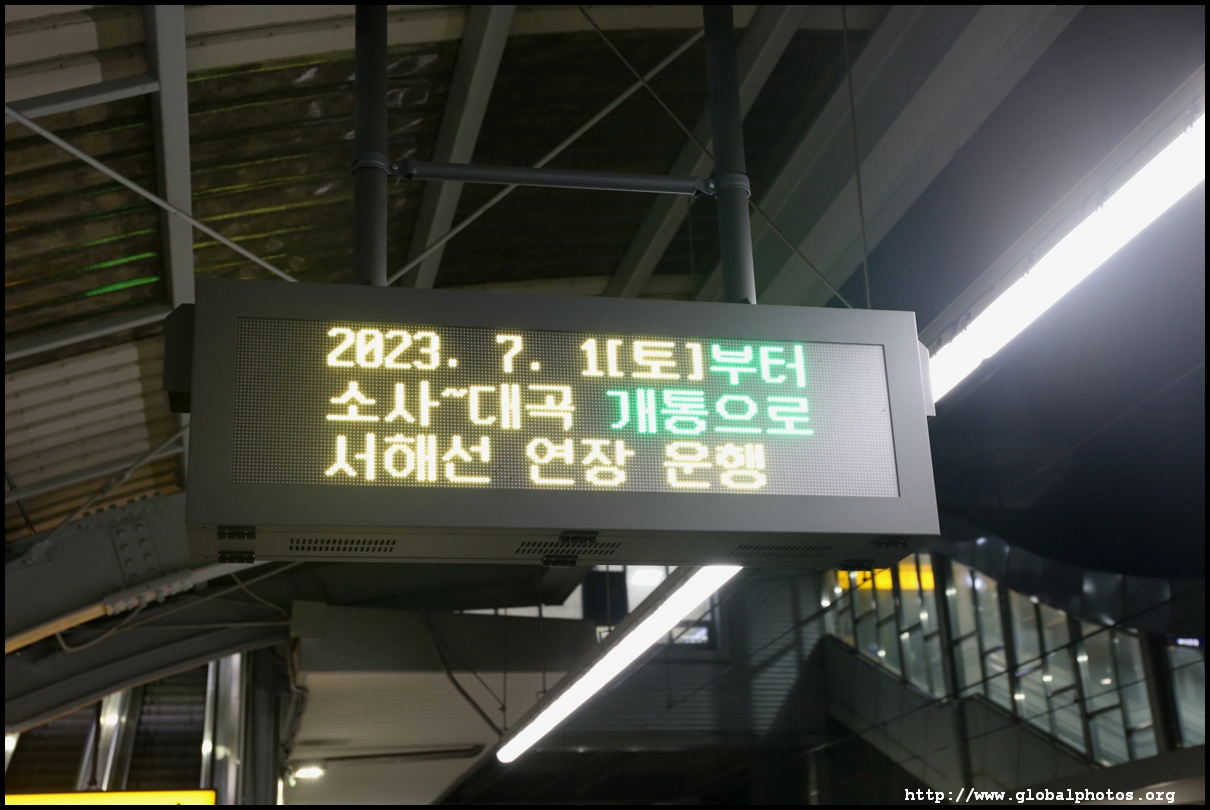 2023. 7. 1[토]부터
소사~대곡 개통으로
서해선 연장 운행
http://www.globalphotos.org